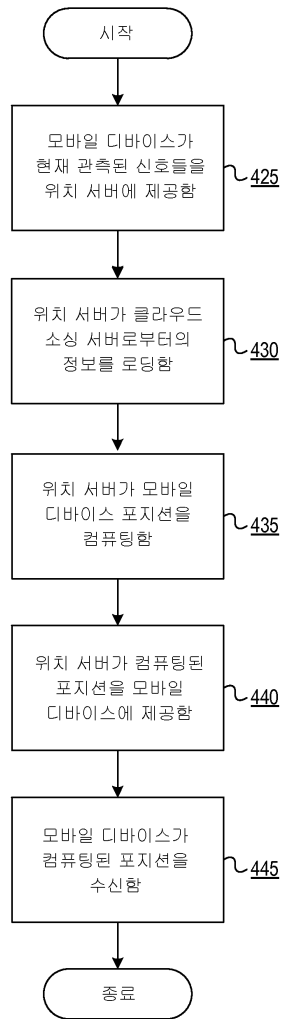 시작
모바일 디바이스가
현재 관측된 신호들을
위치 서버에 제공함
425
위치 서버가 클라우드
소싱 서버로부터의
정보를 로딩함
430
위치 서버가 모바일
디바이스 포지션을
컴퓨팅함
435
위치 서버가 컴퓨팅된
포지션을 모바일
디바이스에 제공함
440
모바일 디바이스가
컴퓨팅된 포지션을
수신함
445
종료